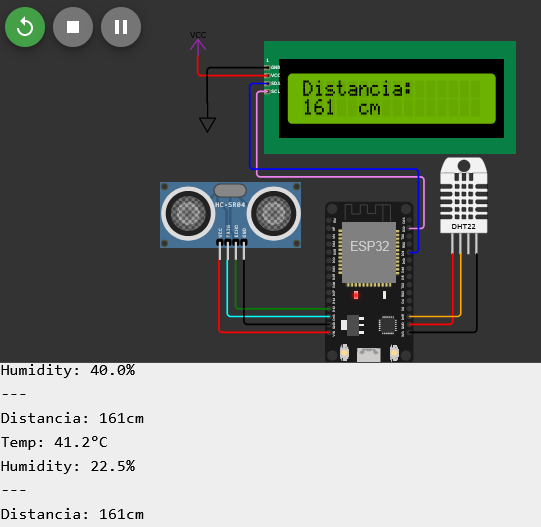 VCC
1
GND
VCC
SDA
SCL
Distancia:
161 cm
HC-SR04
VCC
TRIG
ECHO
GND
ESP32
DHT22
Humidity: 40.0%
---
Distancia: 161cm
Temp: 41.2°C
Humidity: 22.5%
---
Distancia: 161cm